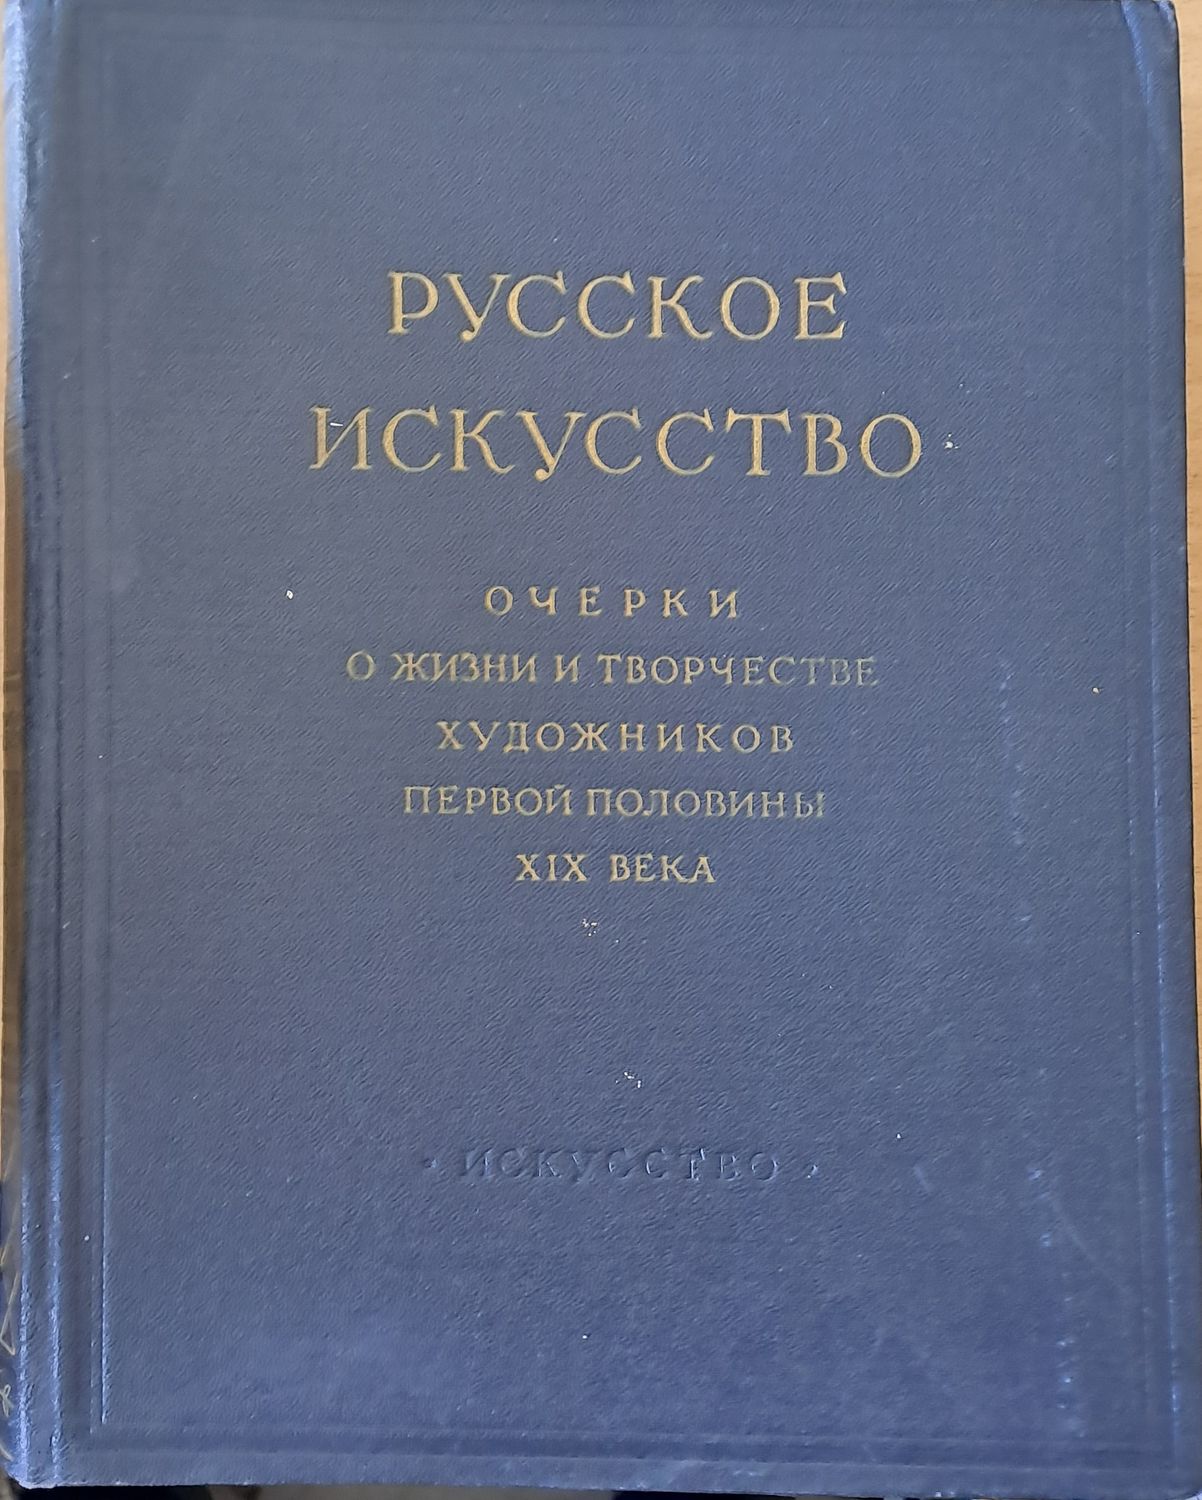 РУССКОЕ
ИСКУССТВО
ОЧЕРКИ
О ЖИЗНИ И ТВОРЧЕСТВЕ
ХУДОЖНИКОВ
ПЕРВОЙ ПОЛОВИНЫ
XIX ВЕКА
· ИСКУССТВО ·